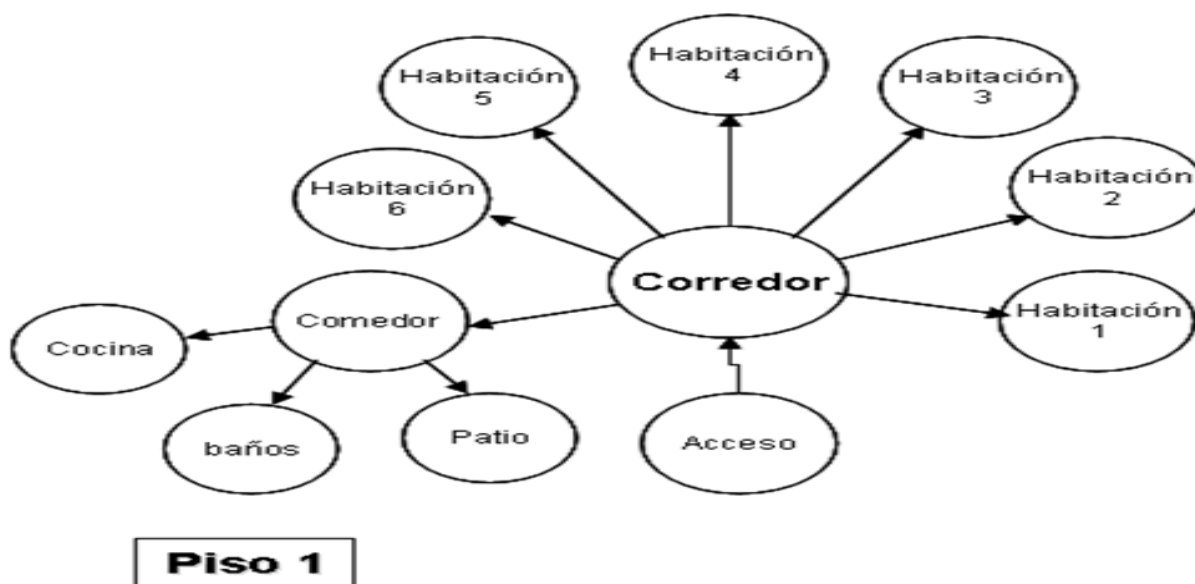 Habitación
5
Habitación
4
Habitación
3
Habitación
6
Habitación
2
Corredor
Habitación
1
Comedor
Cocina
baños
Patio
Acceso
Piso 1